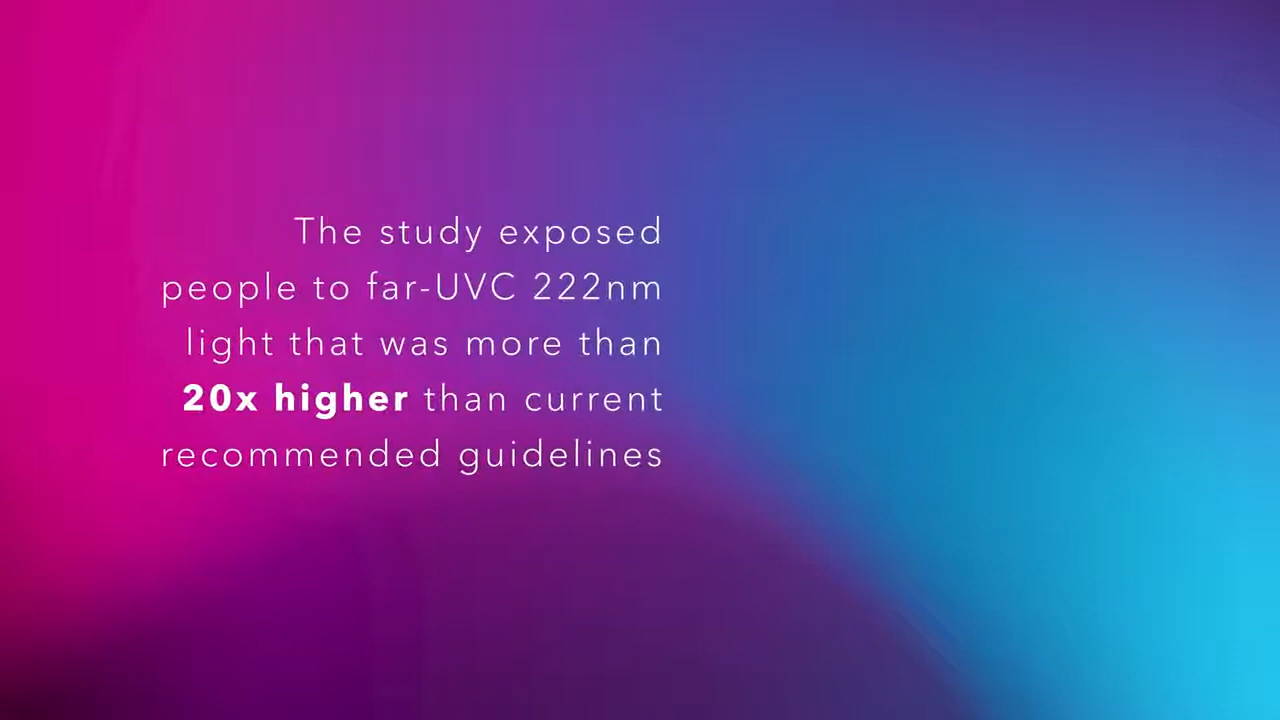 The study exposed
people to far-UVC 222nm
light that was more than
20x higher than current
recommended guidelines